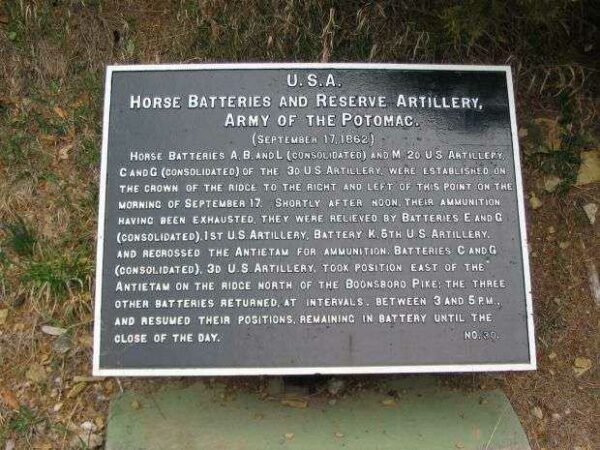 U.S.A.
HORSE BATTERIES AND RESERVE ARTILLERY,
ARMY OF THE POTOMAC.
(SEPTEMBER 17, 1862)
HORSE BATTERIES A, B, AND L (CONSOLIDATED) AND M 2D U.S. ARTILLERY,
C AND G (CONSOLIDATED) OF THE 3D U.S. ARTILLERY, WERE ESTABLISHED ON
THE CROWN OF THE RIDGE TO THE RIGHT AND LEFT OF THIS POINT ON THE
MORNING OF SEPTEMBER 17. SHORTLY AFTER NOON, THEIR AMMUNITION
HAVING BEEN EXHAUSTED, THEY WERE RELIEVED BY BATTERIES E AND G
(CONSOLIDATED), 1ST U.S. ARTILLERY, BATTERY K, 5TH U.S. ARTILLERY,
AND RECROSSED THE ANTIETAM FOR AMMUNITION. BATTERIES C AND G
(CONSOLIDATED), 3D U.S. ARTILLERY, TOOK POSITION EAST OF THE
ANTIETAM ON THE RIDGE NORTH OF THE BOONSBORO PIKE; THE THREE
OTHER BATTERIES RETURNED, AT INTERVALS, BETWEEN 3 AND 5 P.M.,
AND RESUMED THEIR POSITIONS, REMAINING IN BATTERY UNTIL THE
CLOSE OF THE DAY. NO. 30.